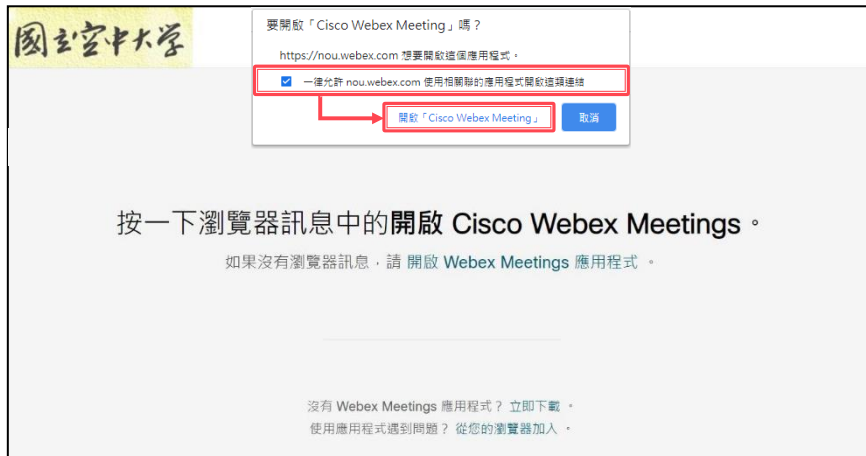 國立空中大学
要開啟「Cisco Webex Meeting」嗎？
https://nou.webex.com 想要開啟這個應用程式。
一律允許 nou.webex.com 使用相關聯的應用程式開啟這類連結
開啟「Cisco Webex Meeting」 取消
按一下瀏覽器訊息中的開啟 Cisco Webex Meetings。
如果沒有瀏覽器訊息，請 開啟 Webex Meetings 應用程式 。
沒有 Webex Meetings 應用程式？ 立即下載 。
使用應用程式遇到問題？ 從您的瀏覽器加入 。